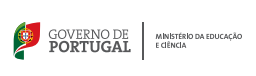 GOVERNO DE
PORTUGAL
MINISTÉRIO DA EDUCAÇÃO
E CIÊNCIA